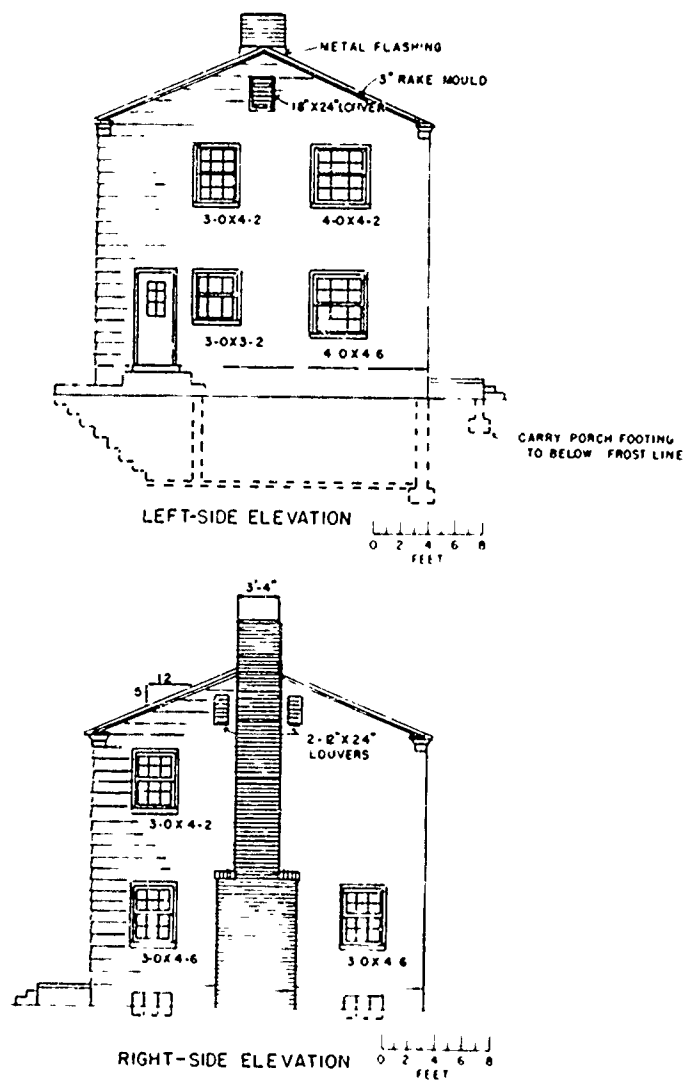 METAL FLASHING
3" RAKE MOULD
18"X24" LOUVER
3-0X4-2
4-0X4-2
3-0X3-2
4 0X4 6
CARRY PORCH FOOTING
TO BELOW FROST LINE
LEFT-SIDE ELEVATION
0 2 4 6 8
FEET
3'-4"
12
5
2-12"X24"
LOUVERS
3-0X4-2
3-0X4-6
3 0X4 6
RIGHT-SIDE ELEVATION
0 2 4 6 8
FEET